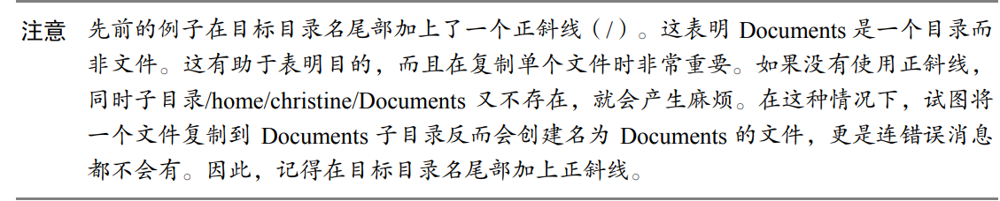 注意 先前的例子在目标目录名尾部加上了一个正斜线（/）。这表明 Documents 是一个目录而
非文件。这有助于表明目的，而且在复制单个文件时非常重要。如果没有使用正斜线，
同时子目录/home/christine/Documents 又不存在，就会产生麻烦。在这种情况下，试图将
一个文件复制到 Documents 子目录反而会创建名为 Documents 的文件，更是连错误消息
都不会有。因此，记得在目标目录名尾部加上正斜线。